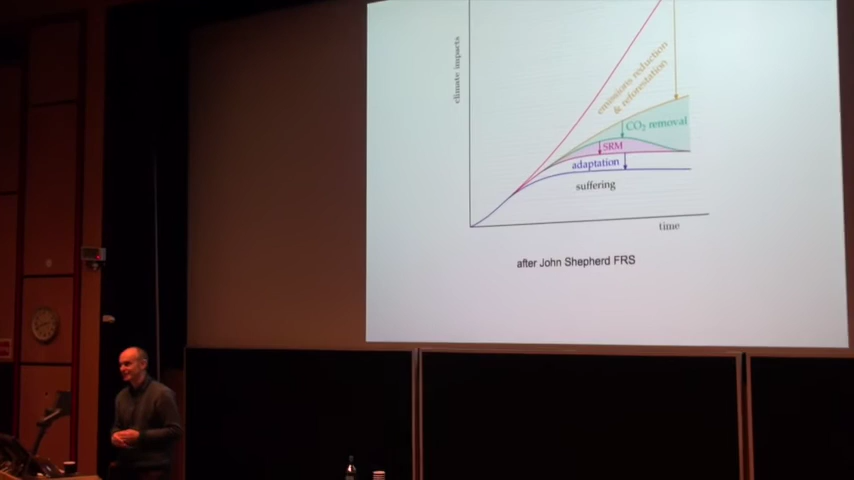 climate impacts
emissions reduction
& reforestation
CO₂ removal
SRM
adaptation
suffering
time
after John Shepherd FRS